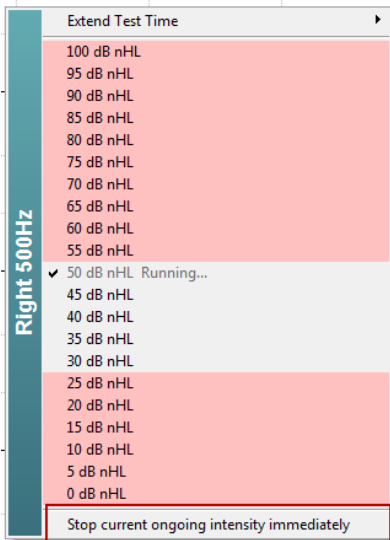 Extend Test Time
100 dB nHL
95 dB nHL
90 dB nHL
85 dB nHL
80 dB nHL
75 dB nHL
70 dB nHL
65 dB nHL
60 dB nHL
55 dB nHL
50 dB nHL Running...
45 dB nHL
40 dB nHL
35 dB nHL
30 dB nHL
25 dB nHL
20 dB nHL
15 dB nHL
10 dB nHL
5 dB nHL
0 dB nHL
Stop current ongoing intensity immediately
Right 500Hz